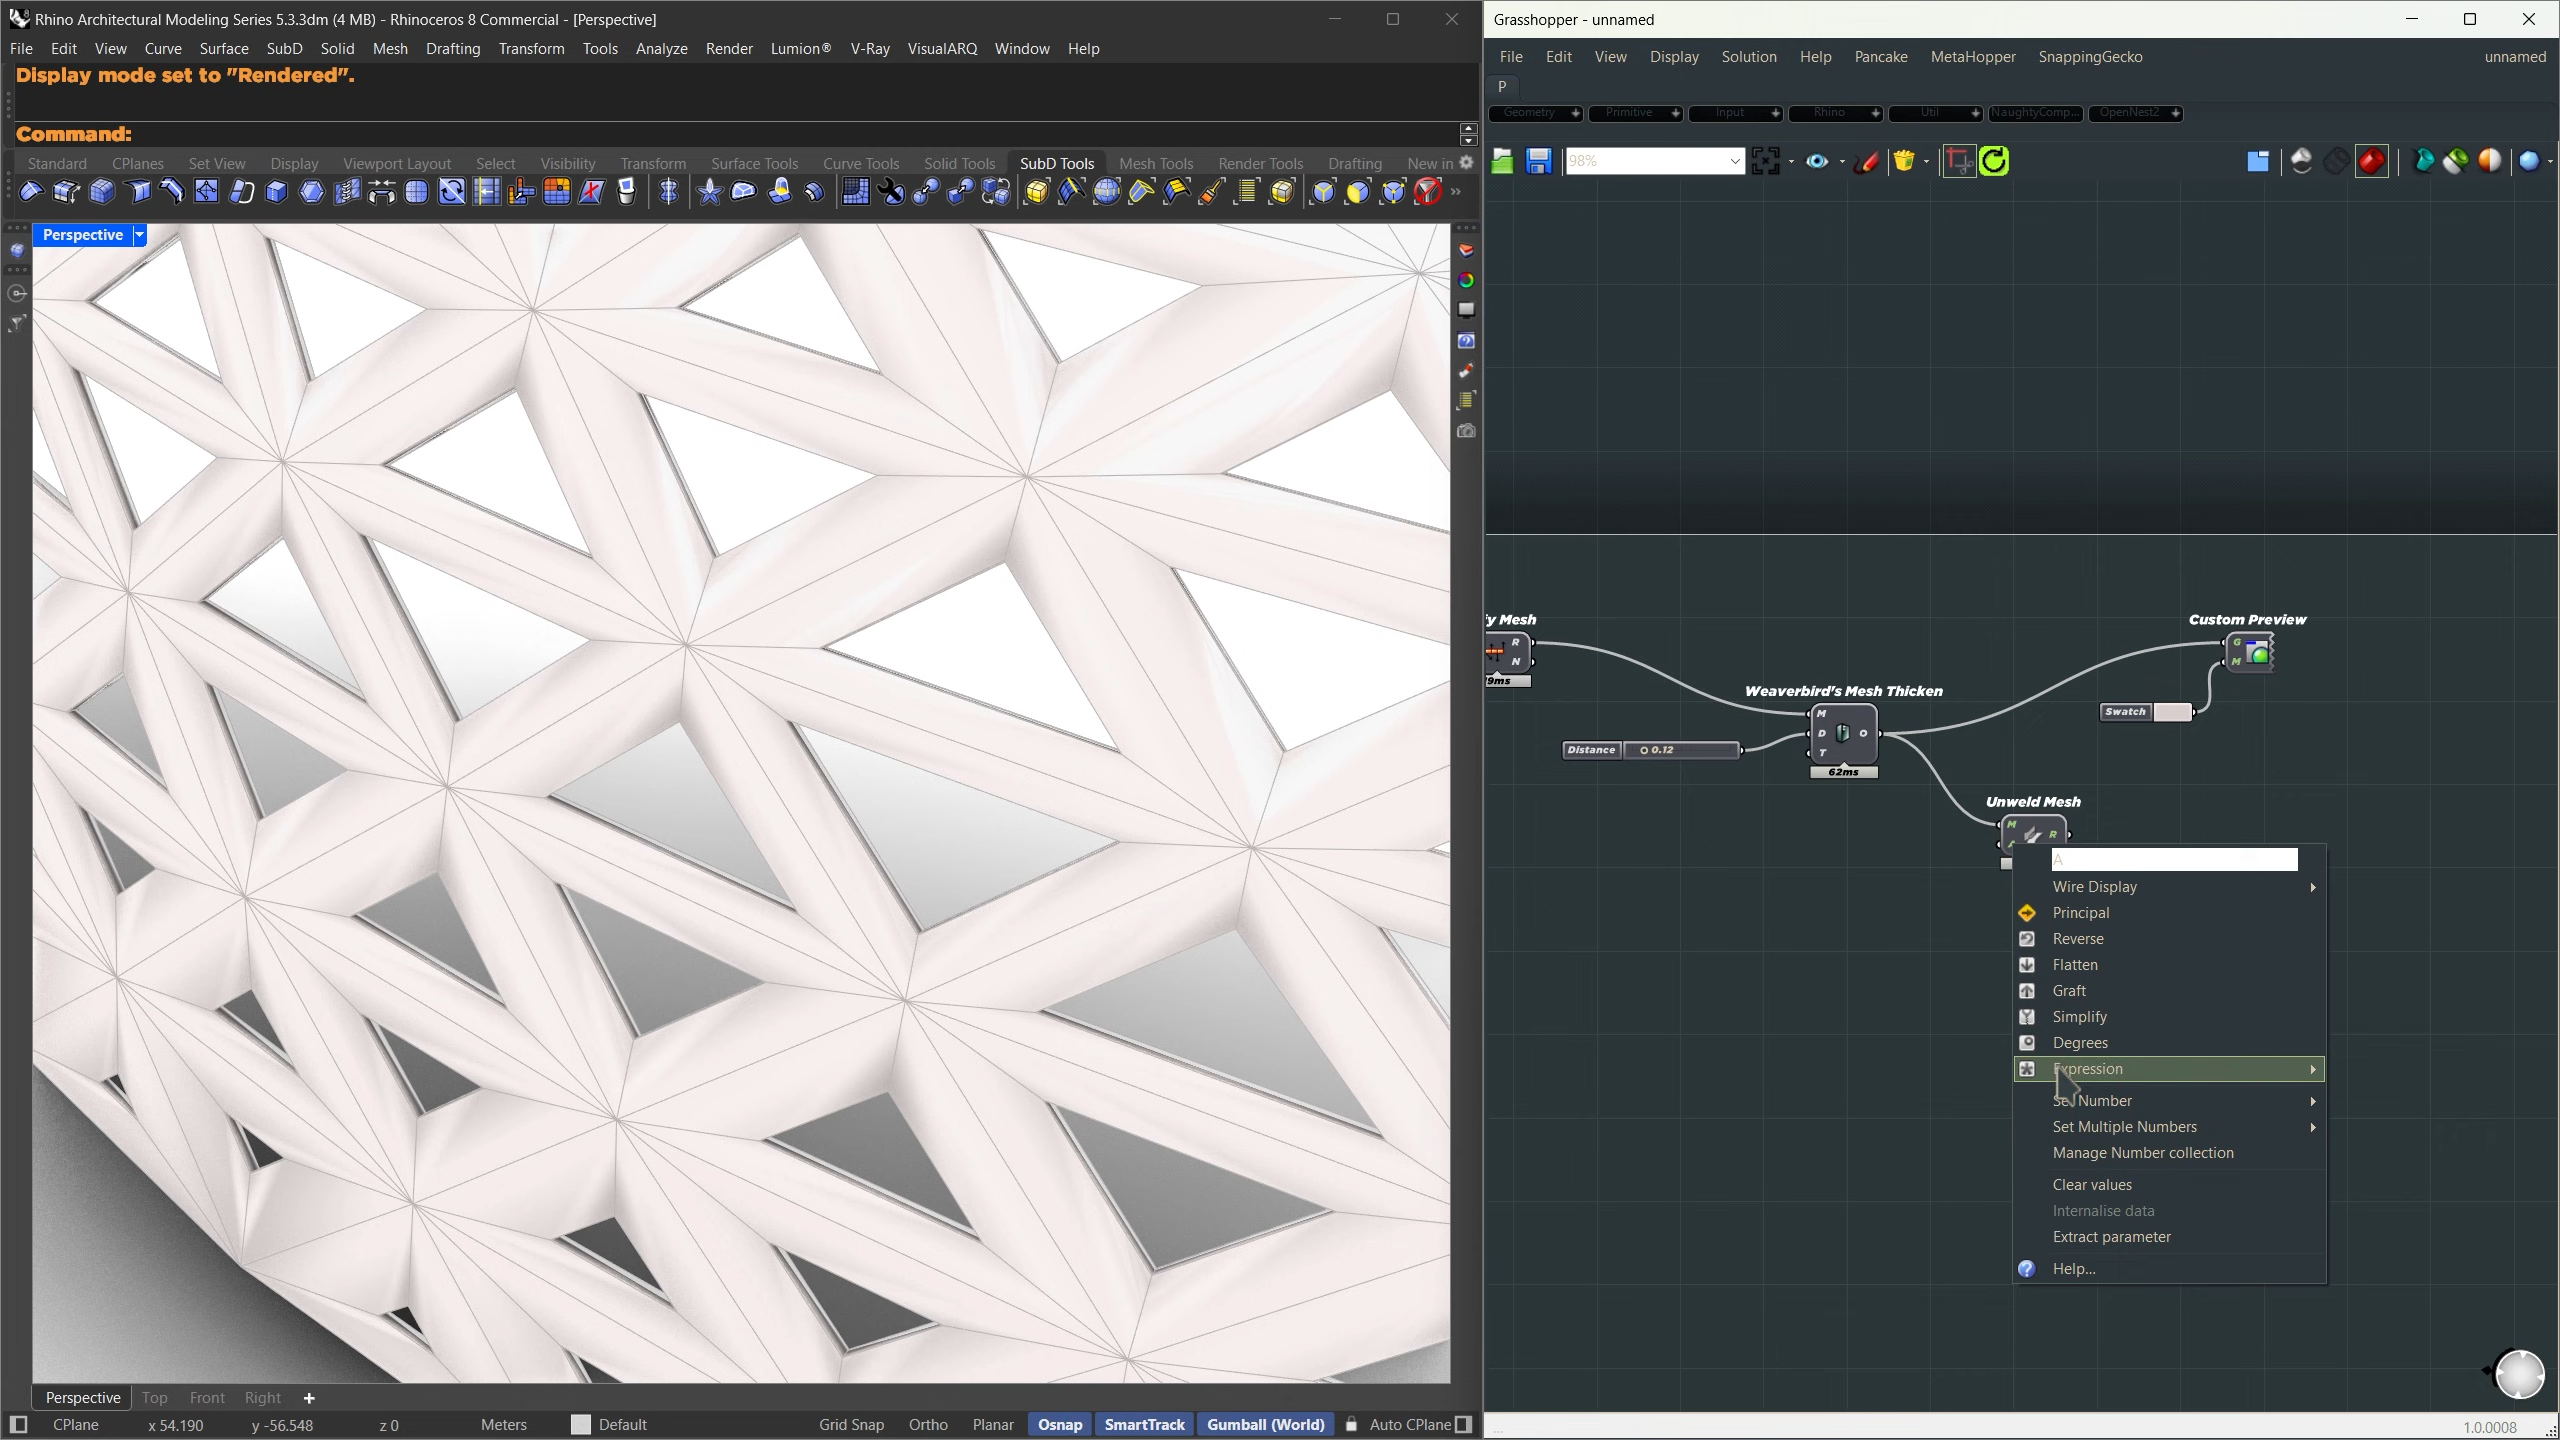 Rhino Architectural Modeling Series 5.3.3dm (4 MB) - Rhinoceros 8 Commercial - [Perspective]
File Edit View Curve Surface SubD Solid Mesh Drafting Transform Tools Analyze Render Lumion® V-Ray VisualARQ Window Help
Display mode set to "Rendered".
Command:
Standard CPlanes Set View Display Viewport Layout Select Visibility Transform Surface Tools Curve Tools Solid Tools SubD Tools Mesh Tools Render Tools Drafting New in
Perspective
Perspective Top Front Right
CPlane x 54.190 y -56.548 z 0 Meters Default Grid Snap Ortho Planar Osnap SmartTrack Gumball (World) Auto CPlane
Grasshopper - unnamed
File Edit View Display Solution Help Pancake MetaHopper SnappingGecko unnamed
P
Geometry Primitive Input Rhino Util NaughtyComp... OpenNest2
98%
fy Mesh
R
N
9ms
Custom Preview
G
M
Swatch
Weaverbird's Mesh Thicken
M
D O
T
62ms
Distance 0.12
Unweld Mesh
M R
A
Wire Display
Principal
Reverse
Flatten
Graft
Simplify
Degrees
Expression
Set Number
Set Multiple Numbers
Manage Number collection
Clear values
Internalise data
Extract parameter
Help...
... 1.0.0008